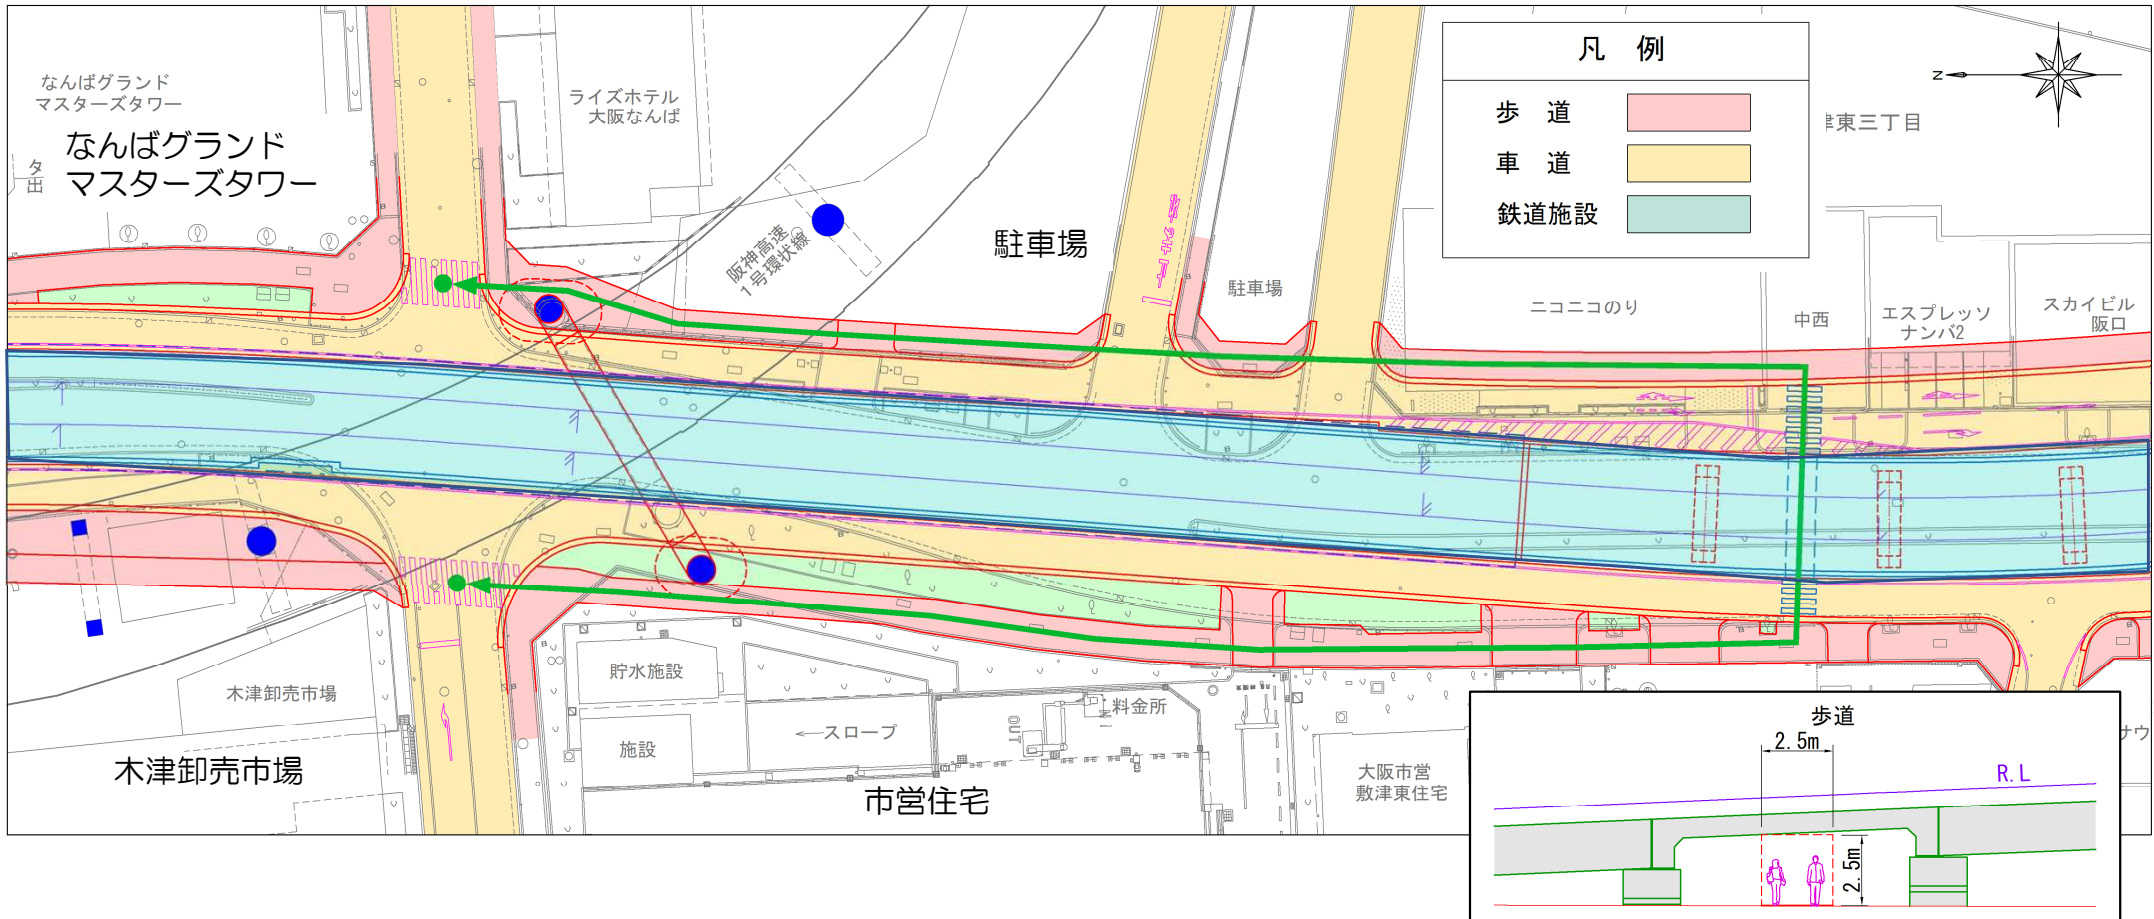 なんばグランド
マスターズタワー
なんばグランド
マスターズタワー
タ
出
ライズホテル
大阪なんば
阪神高速
1号環状線
駐車場
駐車場
凡 例
歩 道
車 道
鉄道施設
N
東三丁目
ニコニコのり
中西
エスプレッソ
ナンバ2
スカイビル
阪口
木津卸売市場
木津卸売市場
貯水施設
施設
←スロープ
料金所
OUT
市営住宅
大阪市営
敷津東住宅
サウ
歩道
2.5m
R.L
2.5m